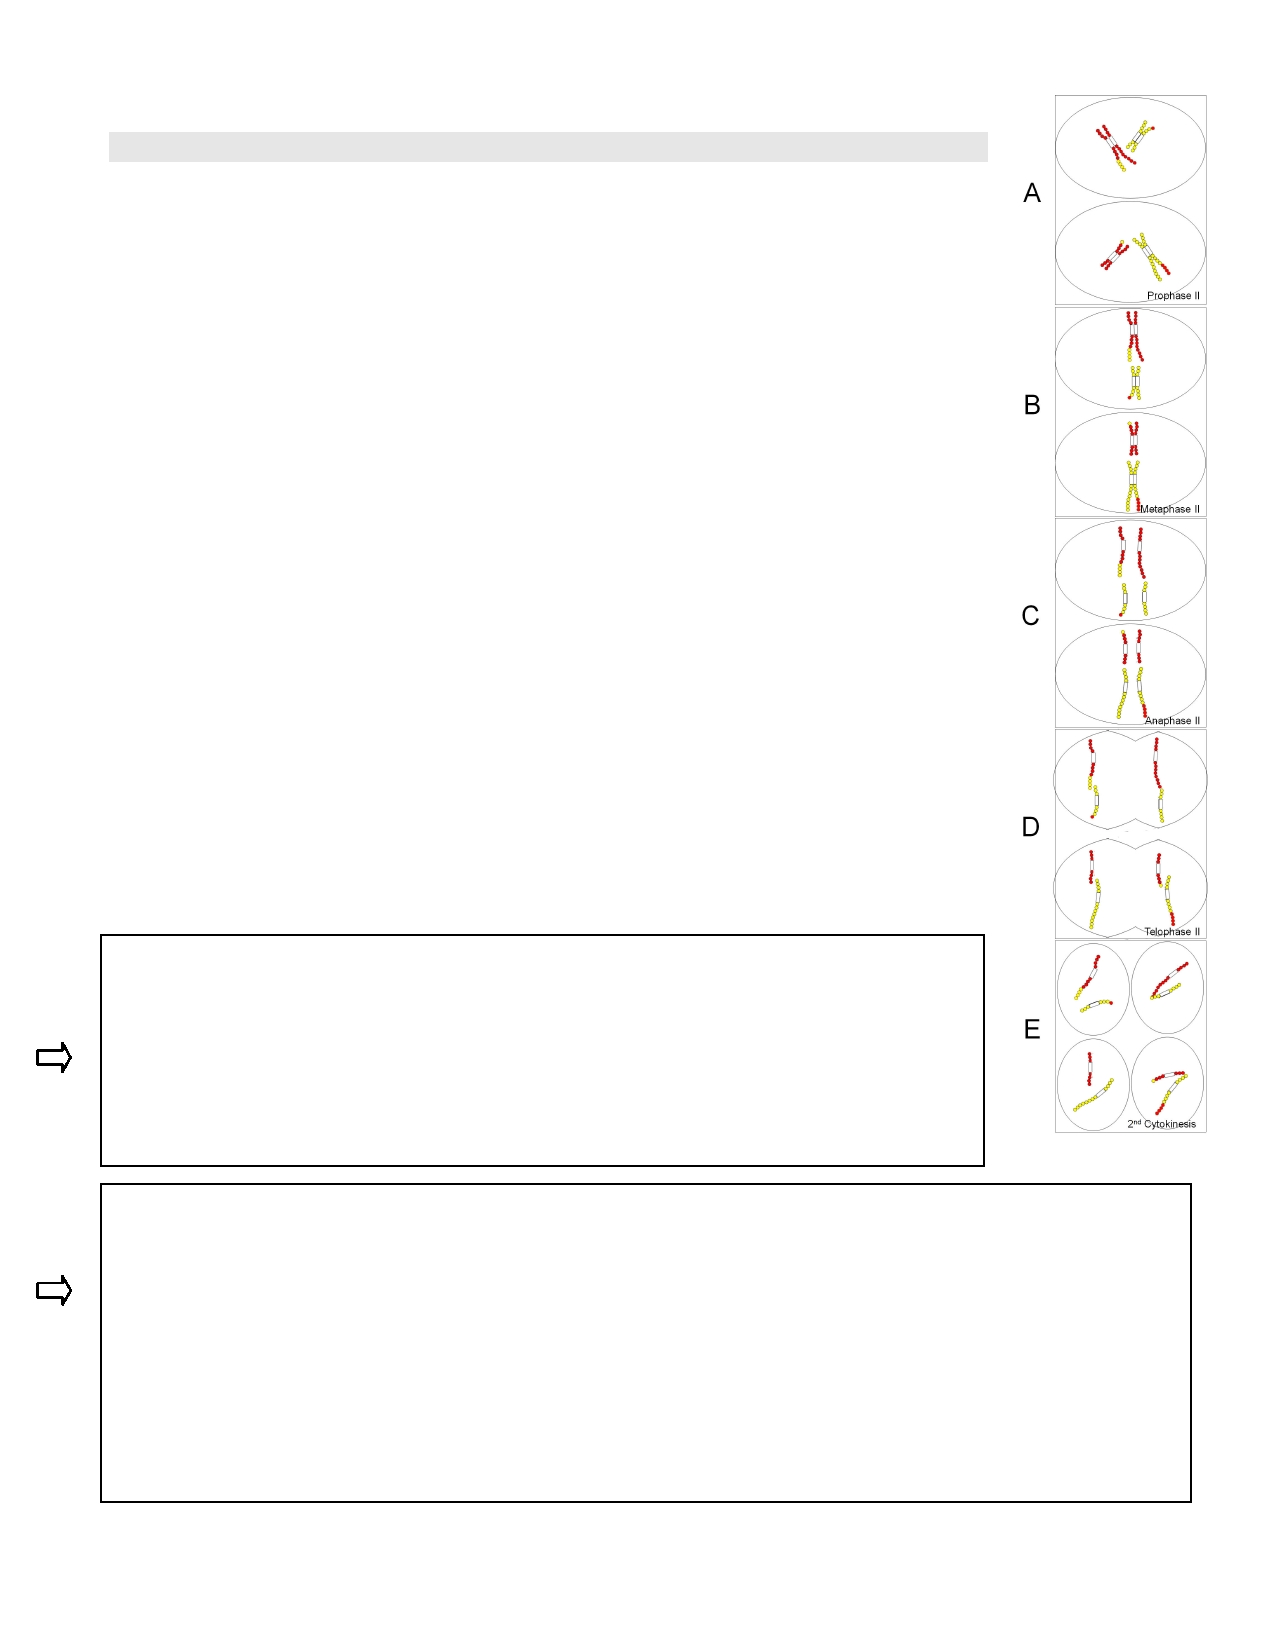 A
Prophase II
B
Metaphase II
C
Anaphase II
D
Telophase II
E
2nd Cytokinesis